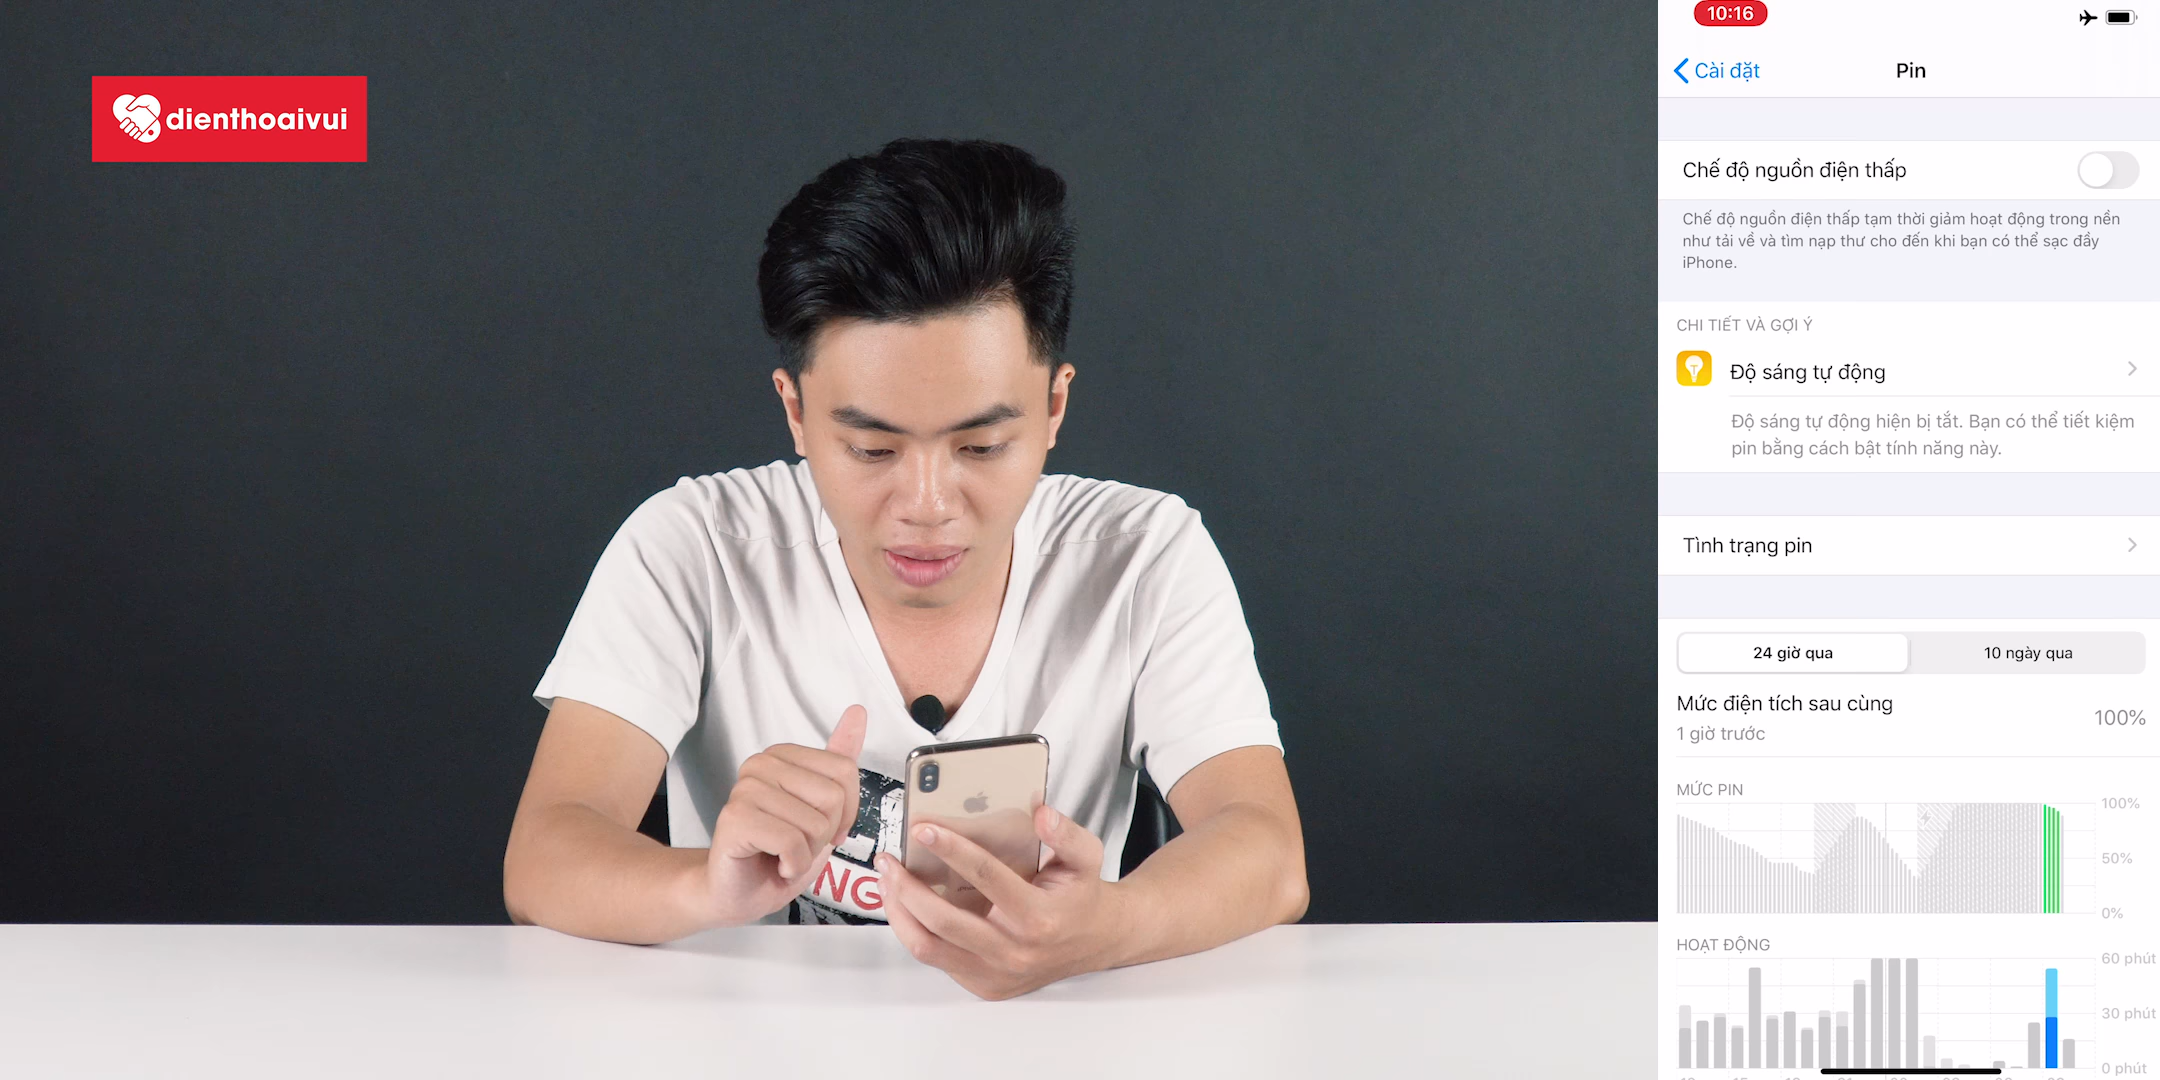 dienthoaivui
NG
10:16
Cài đặt
Pin
Chế độ nguồn điện thấp
Chế độ nguồn điện thấp tạm thời giảm hoạt động trong nền
như tải về và tìm nạp thư cho đến khi bạn có thể sạc đầy
iPhone.
CHI TIẾT VÀ GỢI Ý
Độ sáng tự động
Độ sáng tự động hiện bị tắt. Bạn có thể tiết kiệm
pin bằng cách bật tính năng này.
Tình trạng pin
24 giờ qua
10 ngày qua
Mức điện tích sau cùng
1 giờ trước
100%
MỨC PIN
100%
50%
0%
HOẠT ĐỘNG
60 phút
30 phút
0 phút